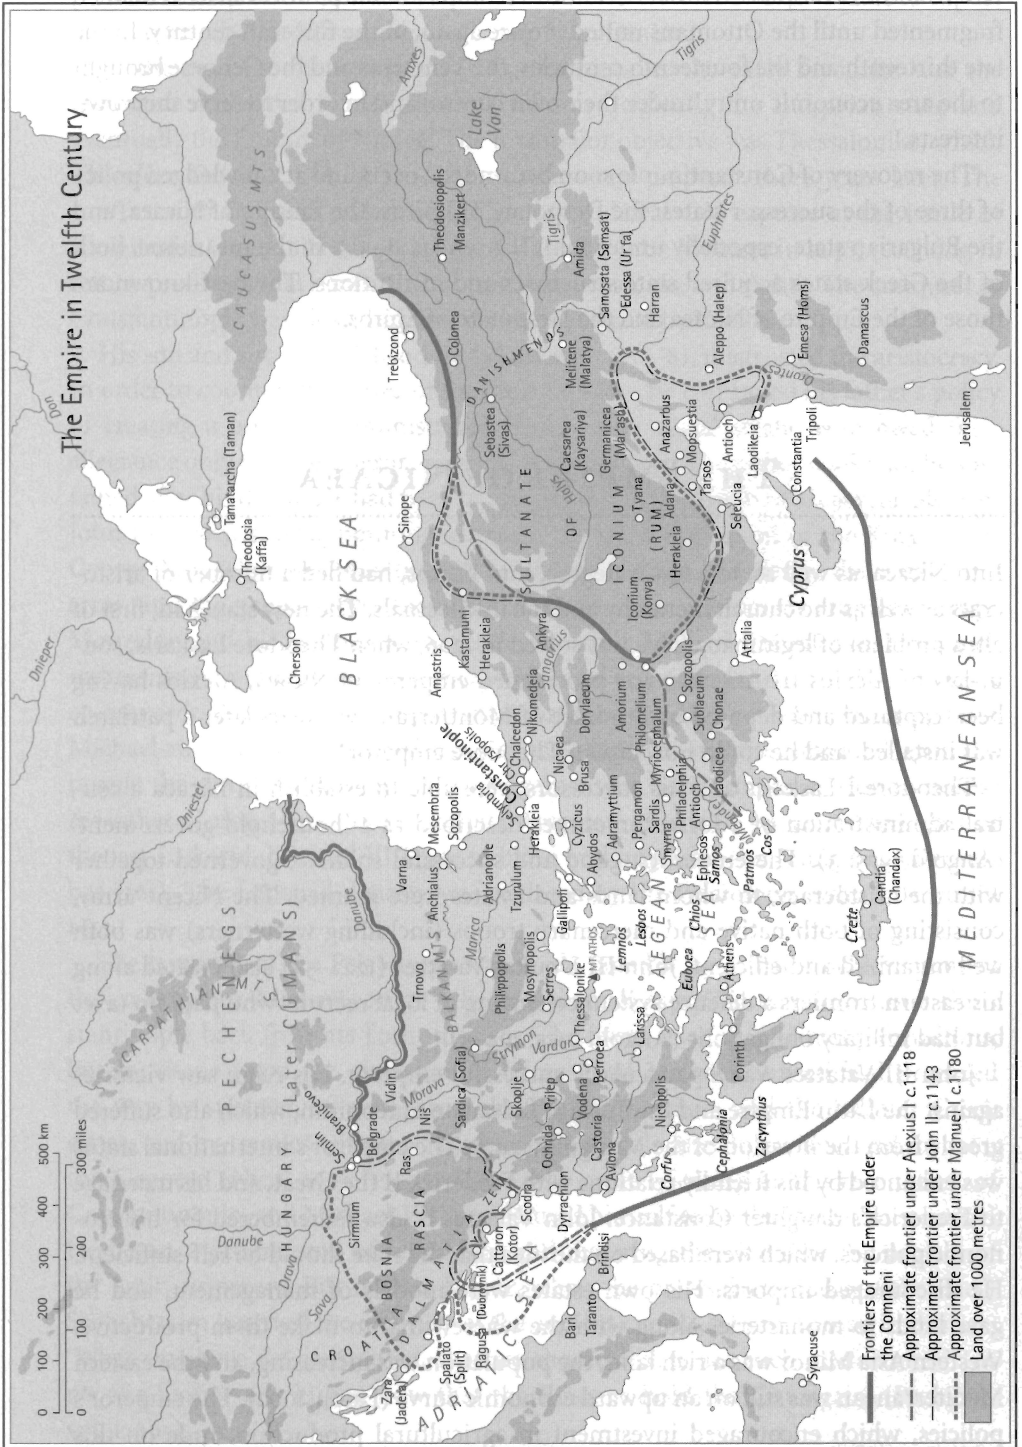 The Empire in Twelfth Century
0 100 200 300 400 500 km
0 100 200 300 miles
Don
Dnieper
Dniester
CAUCASUS MTS
Araxes
Lake
Van
Tigris
Tamatarcha (Taman)
Theodosia
(Kaffa)
Cherson
BLACK SEA
CARPATHIAN MTS
PECHENEGS
(later CUMANS)
HUNGARY
Danube
Drava
Sava
Danube
Theodosiopolis
Manzikert
Tigris
Amida
Samosata (Samsat)
Edessa (Ur fa)
Harran
Euphrates
Trebizond
Colonea
DANISHMENDS
Melitene
(Malatya)
Sebastea
(Sivas)
Caesarea
(Kaysariya)
Germanicea
(Mar'ash)
Anazarbus
Mopsuestia
Adana
Tarsos
Seleucia
Aleppo (Halep)
Antioch
Laodikeia
Orontes
Emesa (Homs)
Damascus
Tripoli
Jerusalem
Constantia
Cyprus
Sinope
SULTANATE
OF
ICONIUM
(RUM)
Halys
Tyana
Herakleia
Iconium
(Konya)
Kastamuni
Amastris
Herakleia
Ankyra
Sangarius
Nikomedeia
Chalcedon
Chrysopolis
Constantinople
Selymbria
Herakleia
Nicaea
Dorylaeum
Brusa
Amorium
Philomelium
Myriocephalum
Sozopolis
Sublaeum
Chonae
Attalia
Cyzicus
Abydos
Adramyttium
Pergamon
Sardis
Philadelphia
Smyrna
Antioch
Laodicea
Meander
Ephesos
Samos
Patmos
Cos
Gallipoli
Mesembria
Sozopolis
Varna
Anchialus
Adrianople
Tzurulum
Danube
Trnovo
BALKAN MTS
Marica
Philippopolis
Mosynopolis
Serres
MT ATHOS
Thessalonike
Strymon
Vardar
Lemnos
Lesbos
Chios
AEGEAN
SEA
Euboea
Athens
Corinth
Larissa
Crete
Candia
(Chandax)
MEDITERRANEAN SEA
Vidin
Braničevo
Semlin
Belgrade
Morava
Niš
Sardica (Sofia)
Skoplje
Prilep
Ochrida
Vodena
Berroea
Castoria
Avlona
Dyrrachion
Nicopolis
Corfu
Cephalonia
Zacynthus
Sirmium
Ras
RASCIA
BOSNIA
ZETA
Scodra
Cattaro
(Kotor)
Ragusa (Dubrovnik)
DALMATIA
CROATIA
Spalato
(Split)
Zara
(Jadera)
ADRIATIC SEA
Brindisi
Bari
Taranto
Syracuse
Frontiers of the Empire under
the Comneni
Approximate frontier under Alexius I c.1118
Approximate frontier under John II c.1143
Approximate frontier under Manuel I c.1180
Land over 1000 metres